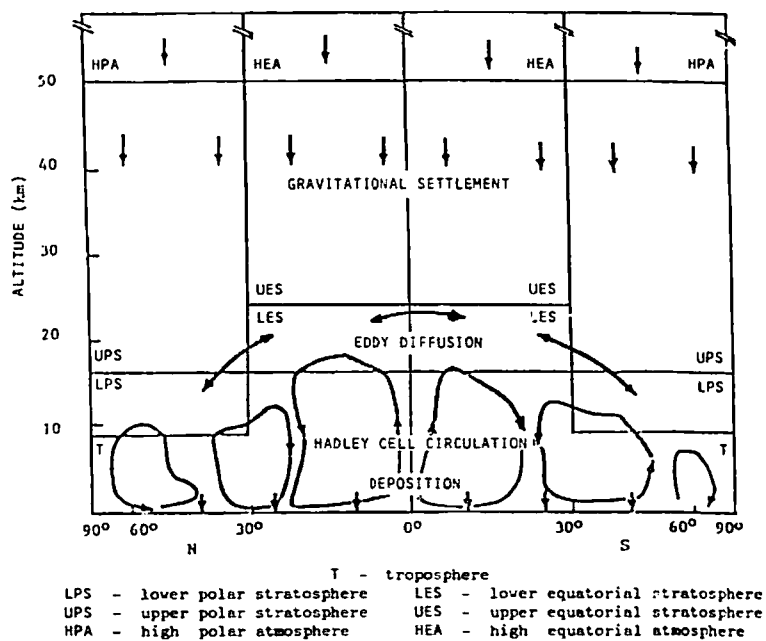 HPA HEA HEA HPA
50
40
GRAVITATIONAL SETTLEMENT
ALTITUDE (km)
30
UES UES
LES LES
20
EDDY DIFFUSION
UPS UPS
LPS LPS
10
T HADLEY CELL CIRCULATION T
DEPOSITION
90° 60° 30° 0° 30° 60° 90°
N S
T - troposphere
LPS - lower polar stratosphere LES - lower equatorial stratosphere
UPS - upper polar stratosphere UES - upper equatorial stratosphere
HPA - high polar atmosphere HEA - high equatorial atmosphere